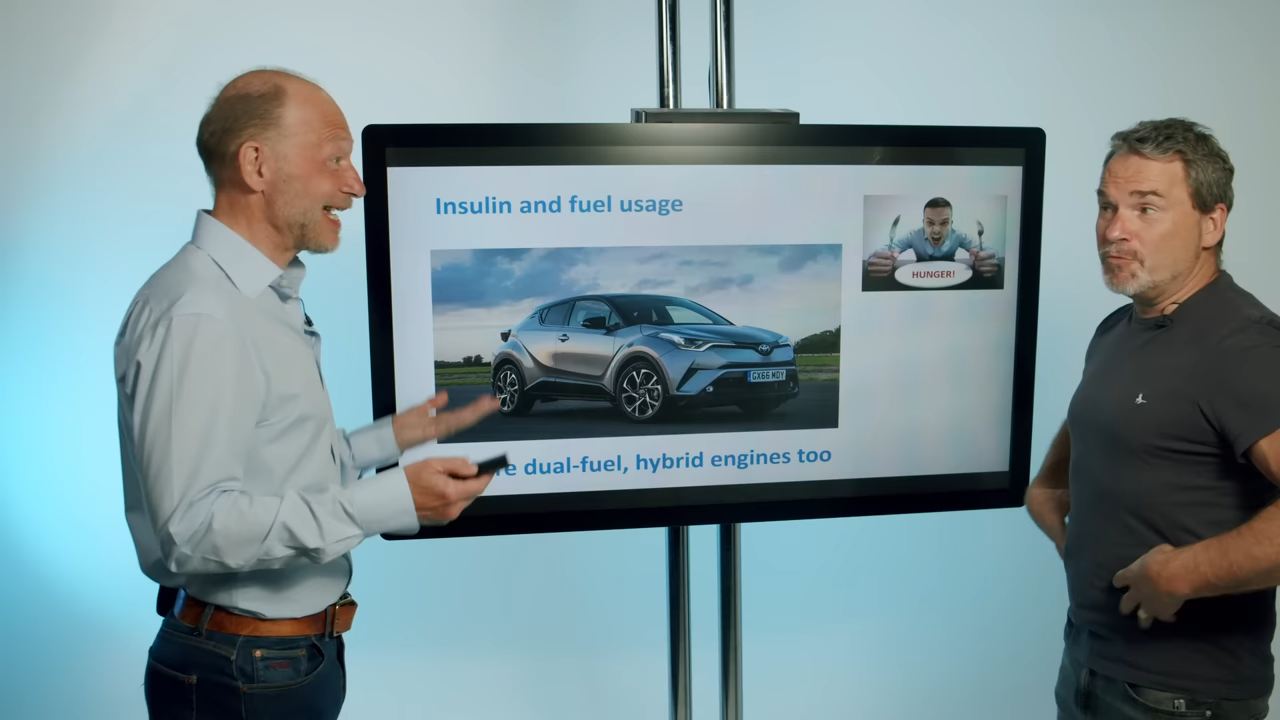 Insulin and fuel usage
HUNGER!
GX66 MDY
dual-fuel, hybrid engines too